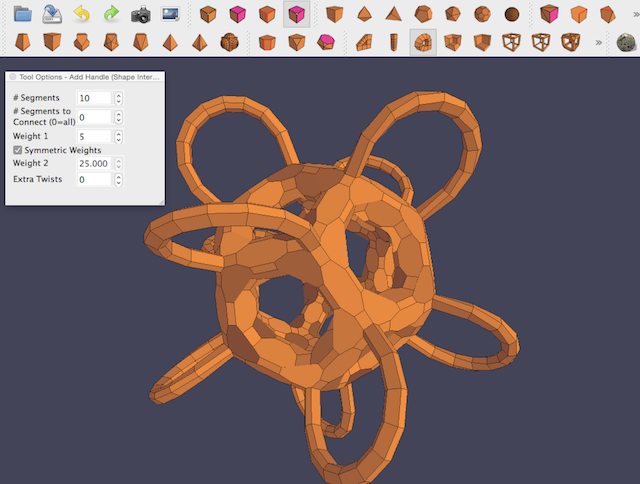 Tool Options - Add Handle (Shape Inter...
# Segments 10
# Segments to
Connect (0=all) 0
Weight 1 5
Symmetric Weights
Weight 2 25.000
Extra Twists 0